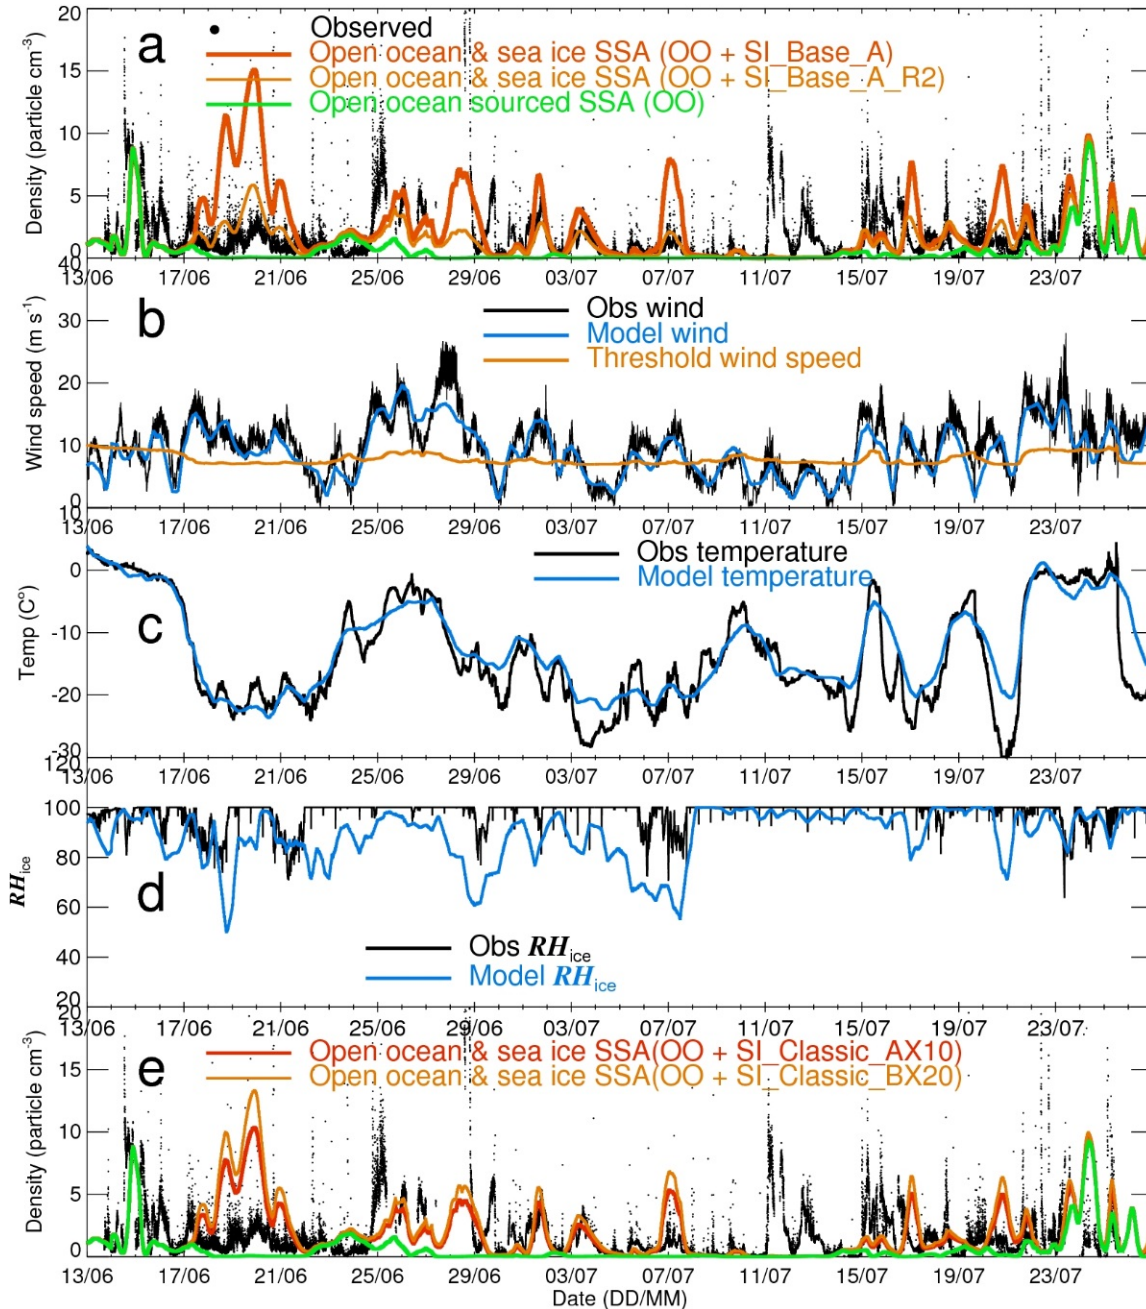 20
a
Observed
Open ocean & sea ice SSA (OO + SI_Base_A)
Open ocean & sea ice SSA (OO + SI_Base_A_R2)
Open ocean sourced SSA (OO)
15
10
5
0
Density (particle cm-3)
13/06 17/06 21/06 25/06 29/06 03/07 07/07 11/07 15/07 19/07 23/07
40
b
Obs wind
Model wind
Threshold wind speed
30
20
10
0
Wind speed (m s-1)
13/06 17/06 21/06 25/06 29/06 03/07 07/07 11/07 15/07 19/07 23/07
10
Obs temperature
Model temperature
c
0
-10
-20
-30
Temp (C°)
13/06 17/06 21/06 25/06 29/06 03/07 07/07 11/07 15/07 19/07 23/07
120
100
80
60
40
20
RHice
d
Obs RHice
Model RHice
13/06 17/06 21/06 25/06 29/06 03/07 07/07 11/07 15/07 19/07 23/07
e
Open ocean & sea ice SSA(OO + SI_Classic_AX10)
Open ocean & sea ice SSA(OO + SI_Classic_BX20)
15
10
5
0
Density (particle cm-3)
13/06 17/06 21/06 25/06 29/06 03/07 07/07 11/07 15/07 19/07 23/07
Date (DD/MM)